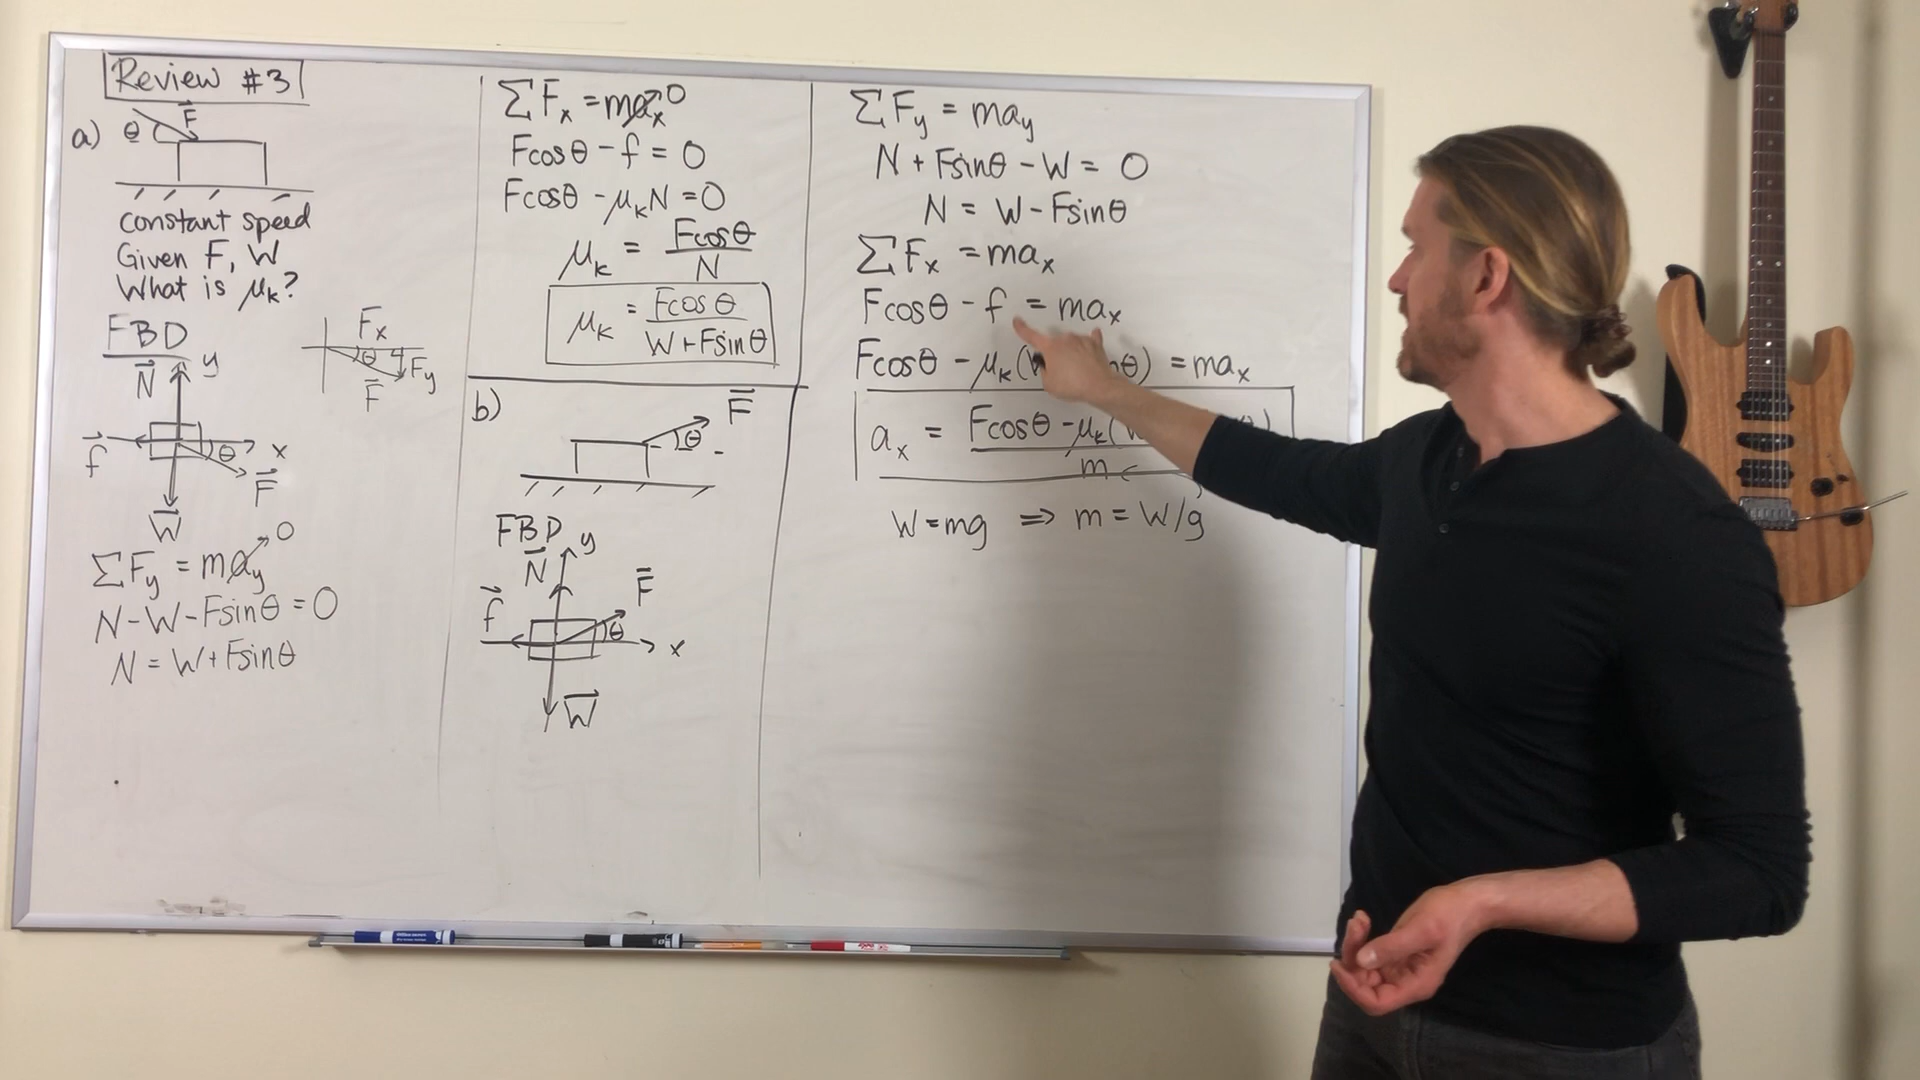 Review #3
a) θ F
constant speed
Given F, W
What is μk?
FBD
Fx
θ Fy
F
N y
f θ x
F
W
ΣFy = may 0
N-W-Fsinθ = 0
N = W+Fsinθ
ΣFx = max 0
Fcosθ - f = 0
Fcosθ - μkN = 0
μk = Fcosθ / N
μk = Fcosθ / W+Fsinθ
b) F
θ
FBD y
N
f F
θ
x
W
ΣFy = may
N + Fsinθ - W = 0
N = W-Fsinθ
ΣFx = max
Fcosθ - f = max
Fcosθ - μk( θ) = max
ax = Fcosθ - μk( ) / m
W=mg ⇒ m = W/g